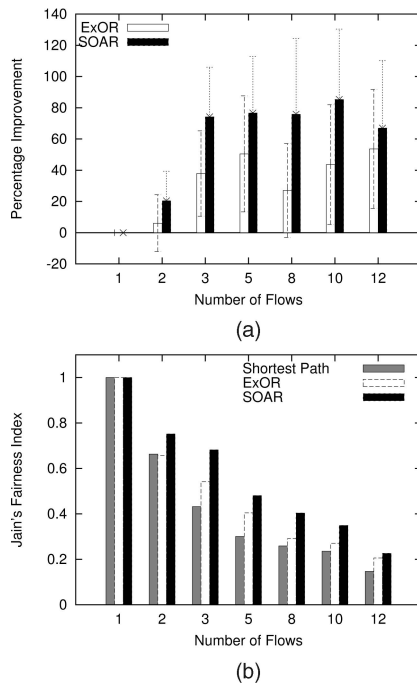 140
120
100
80
60
40
20
0
-20
Percentage Improvement
ExOR
SOAR
1 2 3 5 8 10 12
Number of Flows
(a)
1
0.8
0.6
0.4
0.2
0
Jain's Fairness Index
Shortest Path
ExOR
SOAR
1 2 3 5 8 10 12
Number of Flows
(b)